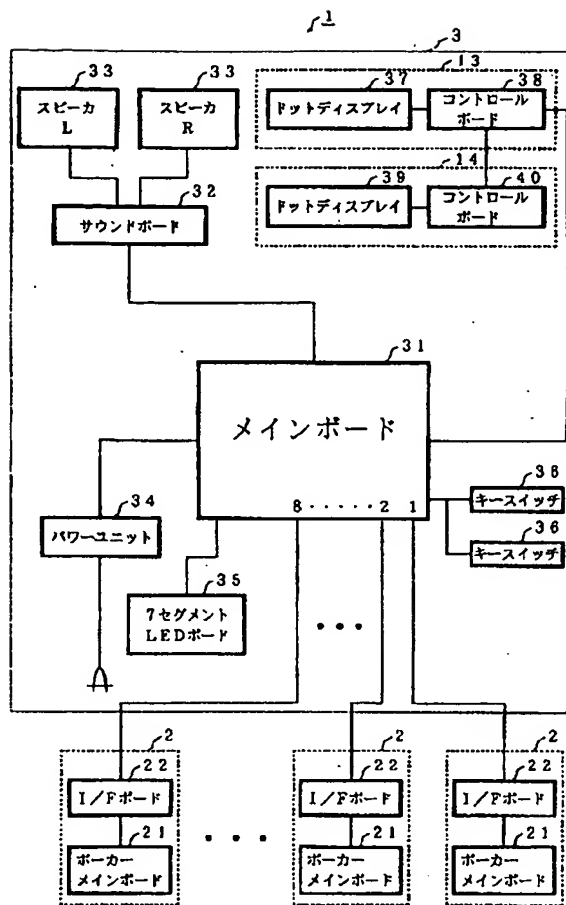 1
3
33
スピーカ
L
33
スピーカ
R
13
37
ドットディスプレイ
38
コントロール
ボード
14
39
ドットディスプレイ
40
コントロール
ボード
32
サウンドボード
31
メインボード
8・・・・・2 1
34
パワーユニット
35
7セグメント
LEDボード
36
キースイッチ
36
キースイッチ
・・・
2
22
I/Fボード
21
ポーカー
メインボード
・・・
2
22
I/Fボード
21
ポーカー
メインボード
2
22
I/Fボード
21
ポーカー
メインボード